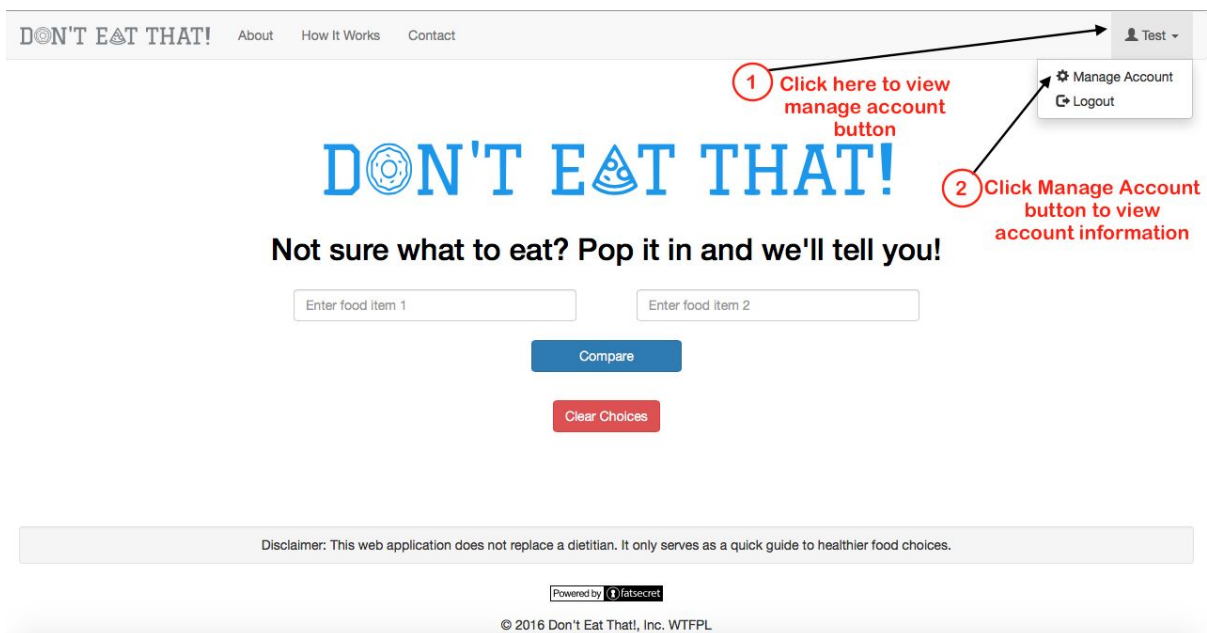 DON'T EAT THAT! About How It Works Contact Test
Manage Account
Logout
1 Click here to view
manage account
button
DON'T EAT THAT!
2 Click Manage Account
button to view
account information
Not sure what to eat? Pop it in and we'll tell you!
Enter food item 1 Enter food item 2
Compare
Clear Choices
Disclaimer: This web application does not replace a dietitian. It only serves as a quick guide to healthier food choices.
Powered by fatsecret
© 2016 Don't Eat That!, Inc. WTFPL